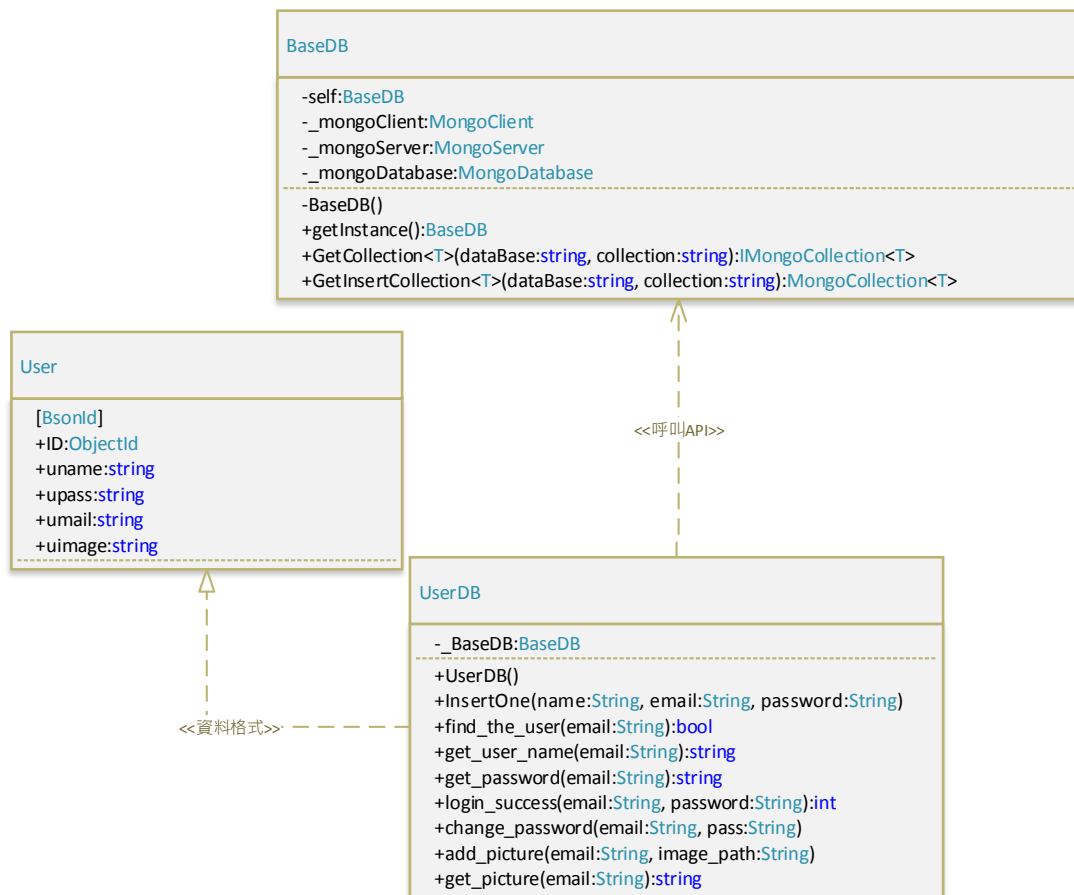 BaseDB
-self:BaseDB
-_mongoClient:MongoClient
-_mongoServer:MongoServer
-_mongoDatabase:MongoDatabase
-BaseDB()
+getInstance():BaseDB
+GetCollection<T>(dataBase:string, collection:string):IMongoCollection<T>
+GetInsertCollection<T>(dataBase:string, collection:string):MongoCollection<T>
User
[BsonId]
+ID:ObjectId
+uname:string
+upass:string
+umail:string
+uimage:string
<<呼叫API>>
<<資料格式>>
UserDB
-_BaseDB:BaseDB
+UserDB()
+InsertOne(name:String, email:String, password:String)
+find_the_user(email:String):bool
+get_user_name(email:String):string
+get_password(email:String):string
+login_success(email:String, password:String):int
+change_password(email:String, pass:String)
+add_picture(email:String, image_path:String)
+get_picture(email:String):string